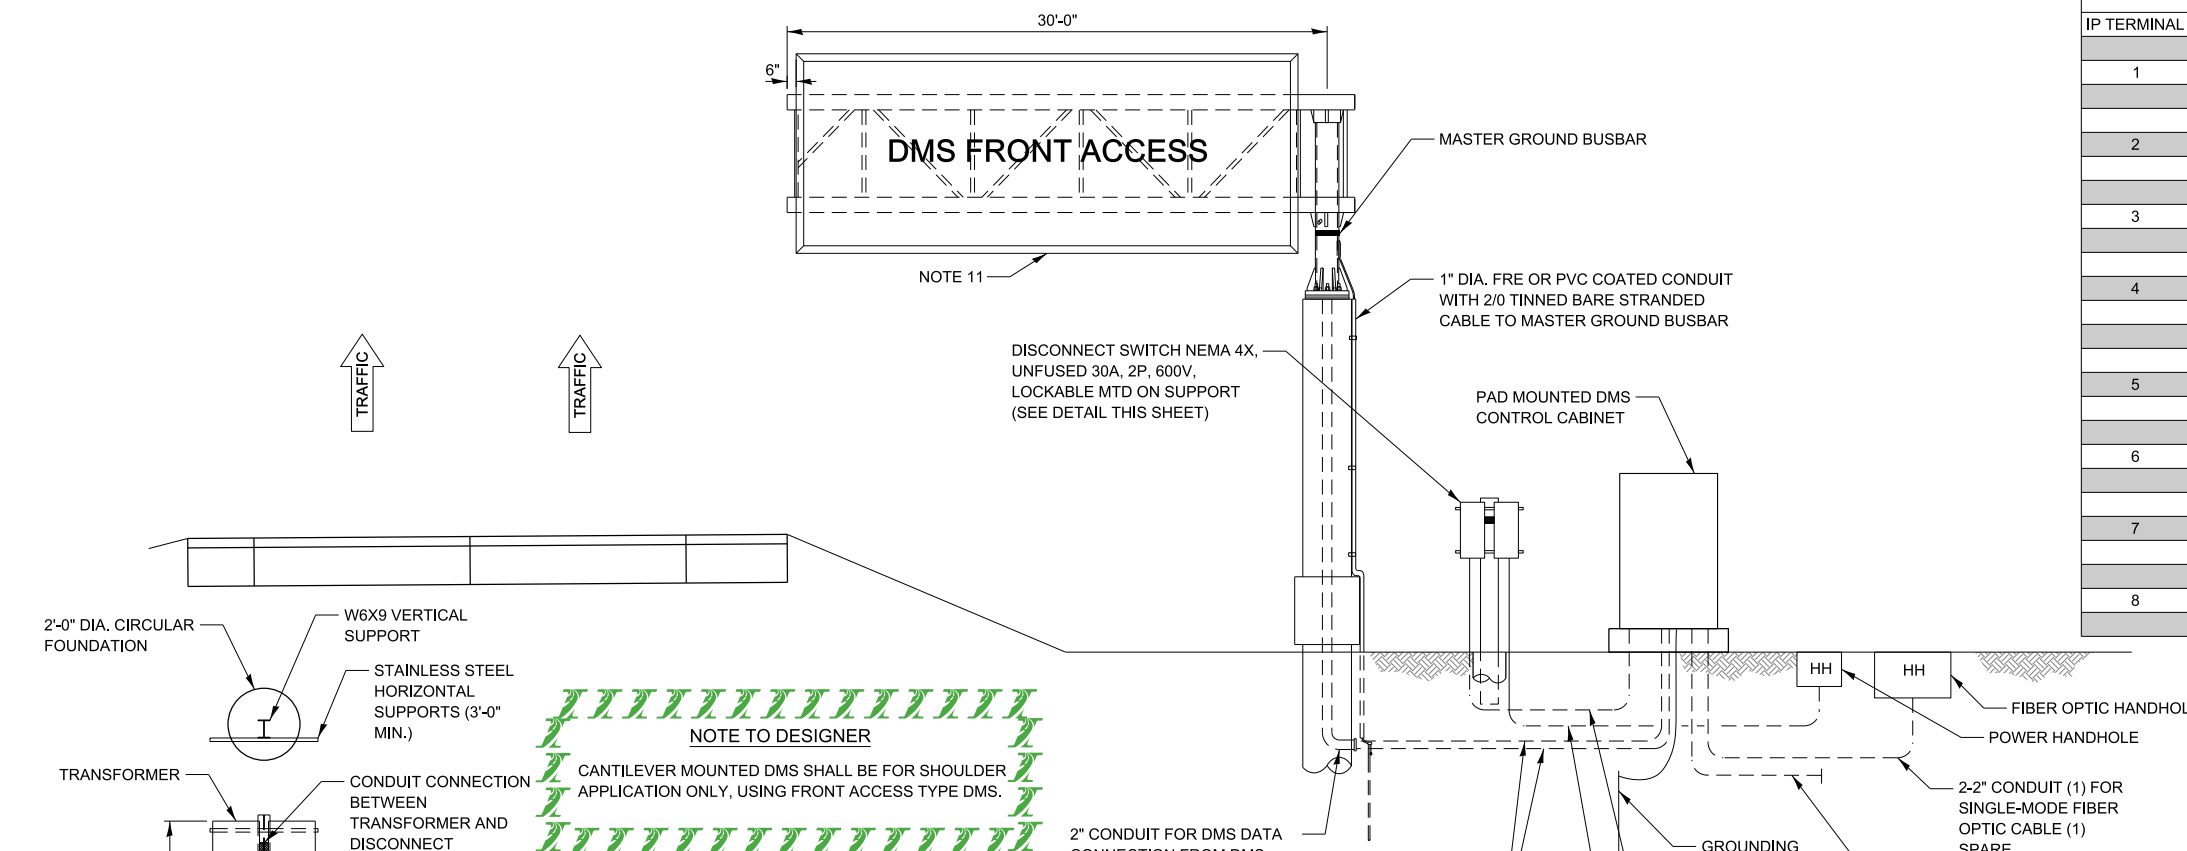 30'-0"
6"
DMS FRONT ACCESS
MASTER GROUND BUSBAR
NOTE 11
1" DIA. FRE OR PVC COATED CONDUIT
WITH 2/0 TINNED BARE STRANDED
CABLE TO MASTER GROUND BUSBAR
DISCONNECT SWITCH NEMA 4X,
UNFUSED 30A, 2P, 600V,
LOCKABLE MTD ON SUPPORT
(SEE DETAIL THIS SHEET)
PAD MOUNTED DMS
CONTROL CABINET
TRAFFIC
TRAFFIC
IP TERMINAL
1
2
3
4
5
6
7
8
2'-0" DIA. CIRCULAR
FOUNDATION
W6X9 VERTICAL
SUPPORT
STAINLESS STEEL
HORIZONTAL
SUPPORTS (3'-0"
MIN.)
TRANSFORMER
CONDUIT CONNECTION
BETWEEN
TRANSFORMER AND
DISCONNECT
NOTE TO DESIGNER
CANTILEVER MOUNTED DMS SHALL BE FOR SHOULDER
APPLICATION ONLY, USING FRONT ACCESS TYPE DMS.
HH
HH
FIBER OPTIC HANDHOL
POWER HANDHOLE
2-2" CONDUIT (1) FOR
SINGLE-MODE FIBER
OPTIC CABLE (1)
SPARE
2" CONDUIT FOR DMS DATA
CONNECTION FROM DMS
GROUNDING